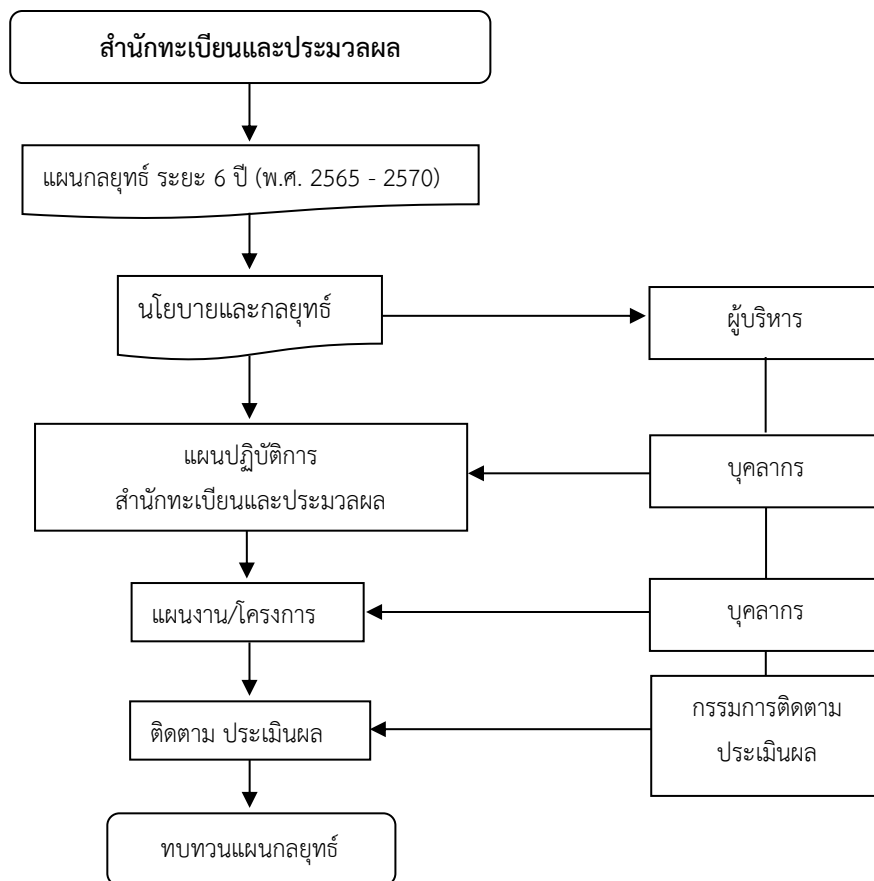 สำนักทะเบียนและประมวลผล
แผนกลยุทธ์ ระยะ 6 ปี (พ.ศ. 2565 - 2570)
นโยบายและกลยุทธ์
ผู้บริหาร
แผนปฏิบัติการ
สำนักทะเบียนและประมวลผล
บุคลากร
แผนงาน/โครงการ
บุคลากร
ติดตาม ประเมินผล
กรรมการติดตาม
ประเมินผล
ทบทวนแผนกลยุทธ์